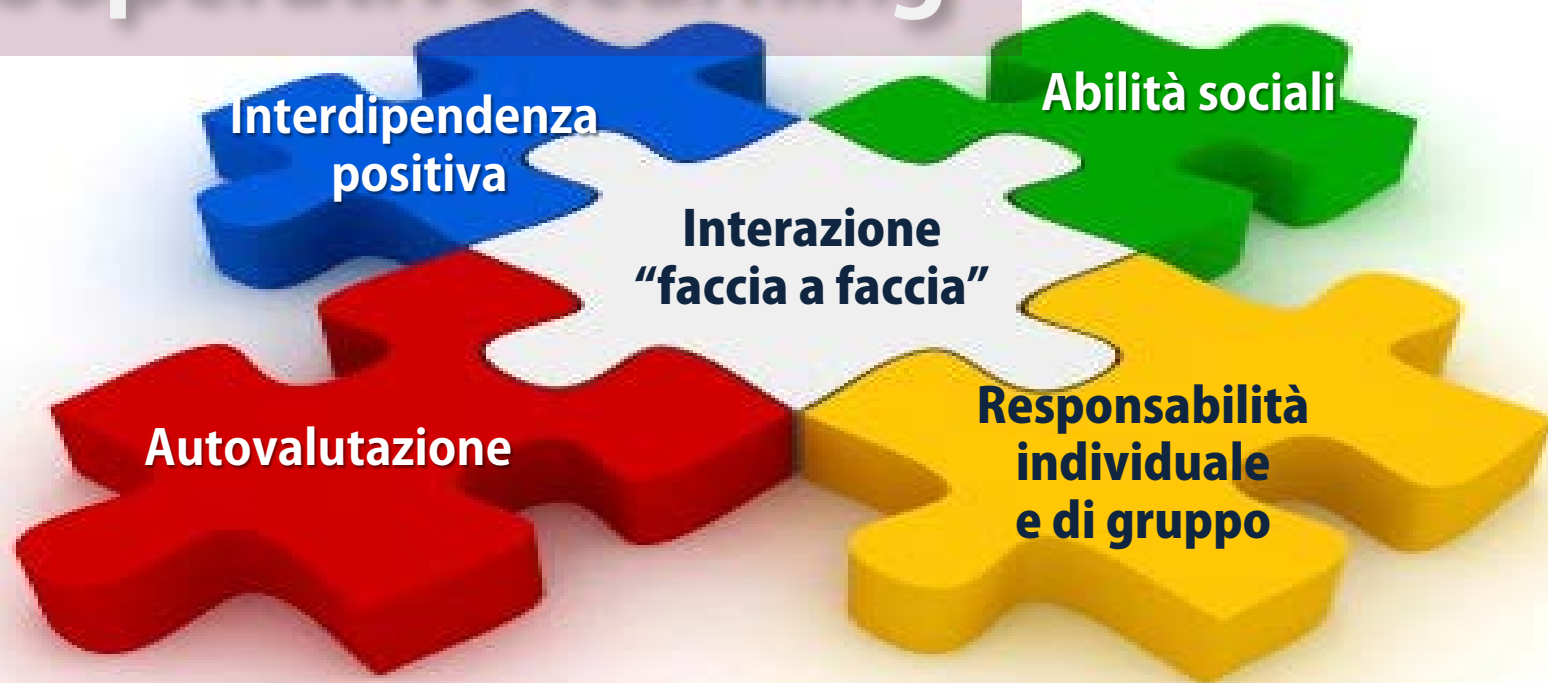 Interdipendenza
positiva
Abilità sociali
Interazione
“faccia a faccia”
Autovalutazione
Responsabilità
individuale
e di gruppo